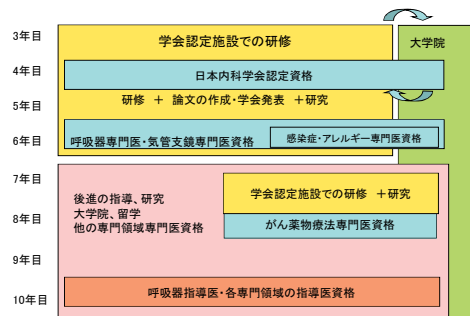 3年目
学会認定施設での研修
大学院
4年目
日本内科学会認定資格
5年目
研修 + 論文の作成・学会発表 +研究
6年目
呼吸器専門医・気管支鏡専門医資格
感染症・アレルギー専門医資格
7年目
後進の指導、研究
大学院、留学
他の専門領域専門医資格
学会認定施設での研修 +研究
8年目
がん薬物療法専門医資格
9年目
呼吸器指導医・各専門領域の指導医資格
10年目